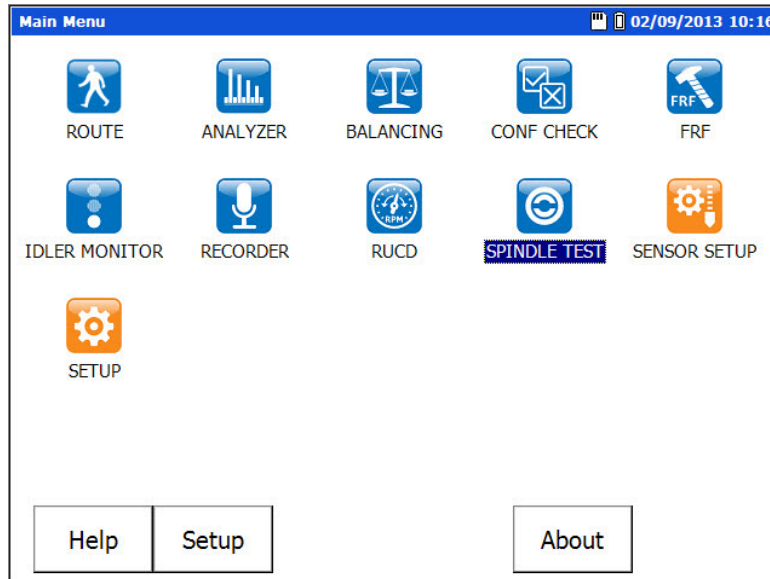 Main Menu 02/09/2013 10:16
FRF
ROUTE ANALYZER BALANCING CONF CHECK FRF
RPM
IDLER MONITOR RECORDER RUCD SPINDLE TEST SENSOR SETUP
SETUP
Help Setup About